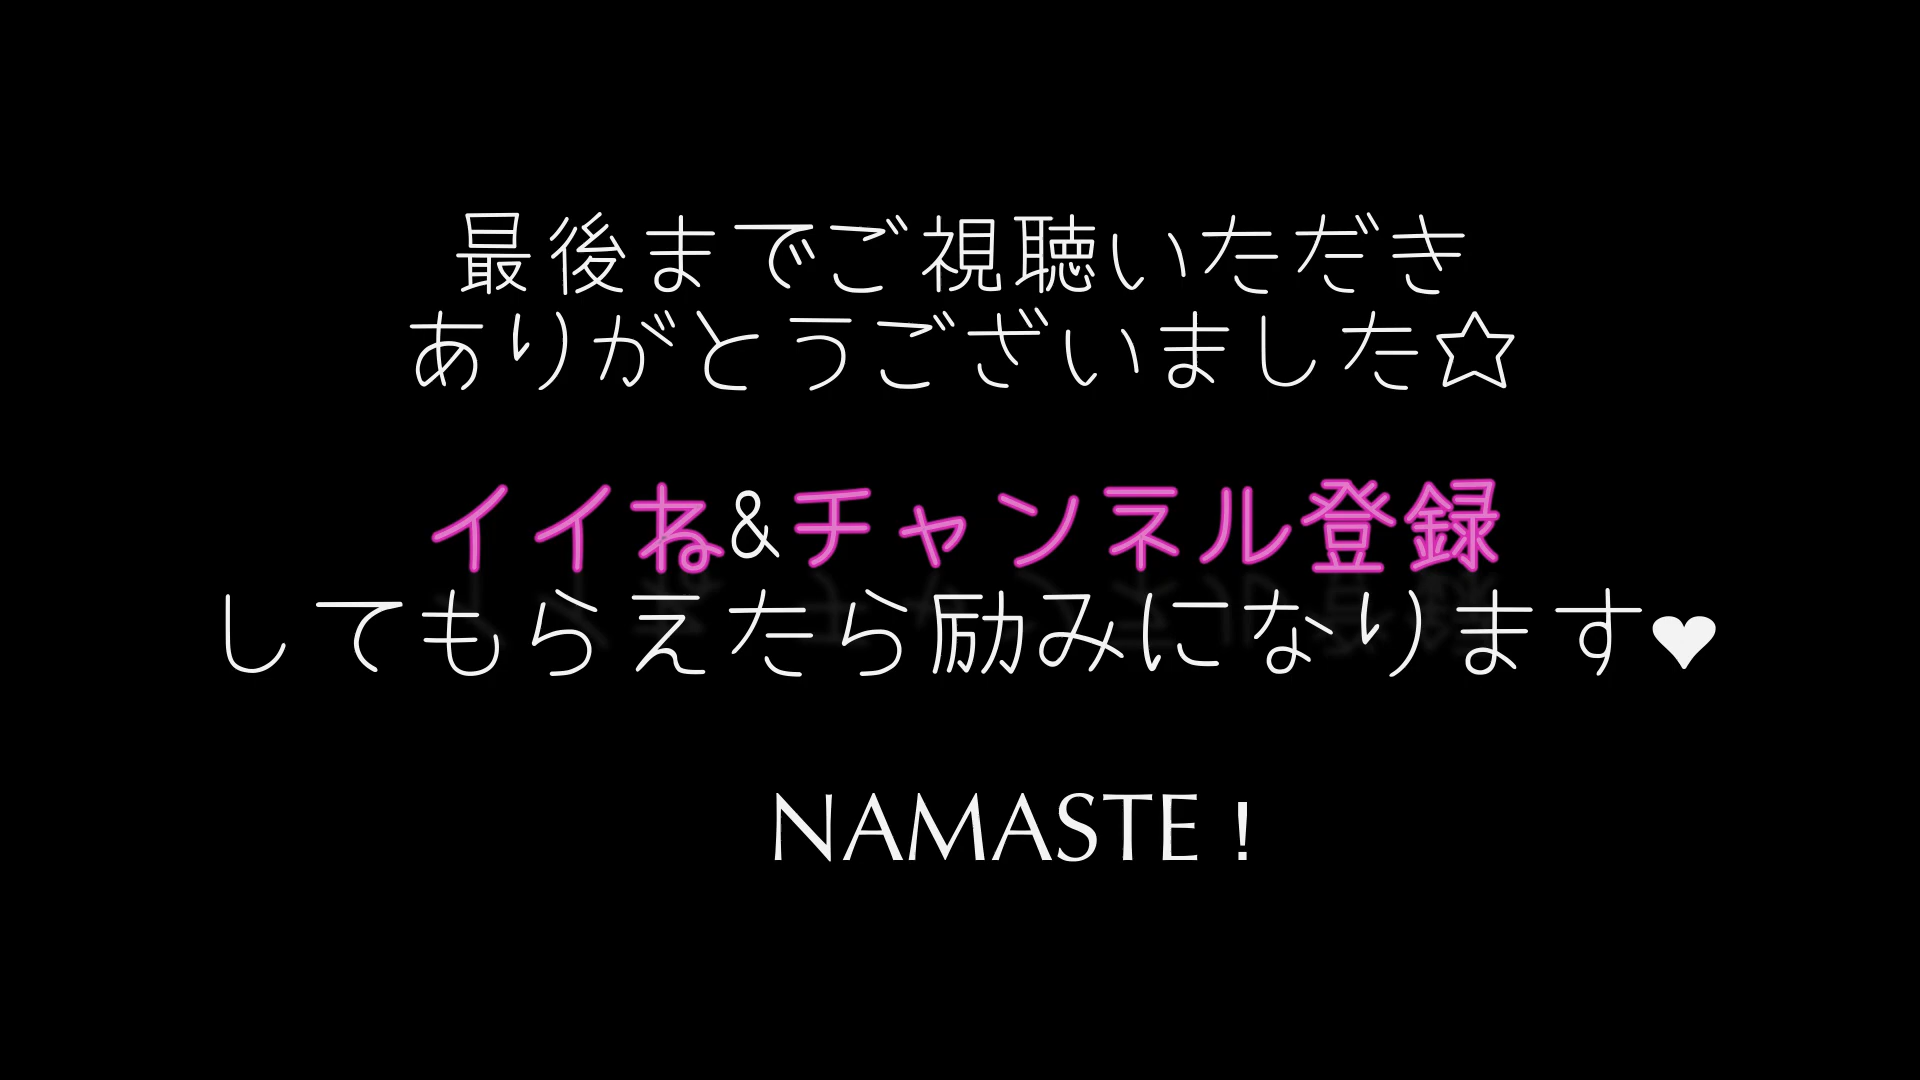 最後までご視聴いただき
ありがとうございました☆
イイね&チャンネル登録
してもらえたら励みになります♥
NAMASTE！